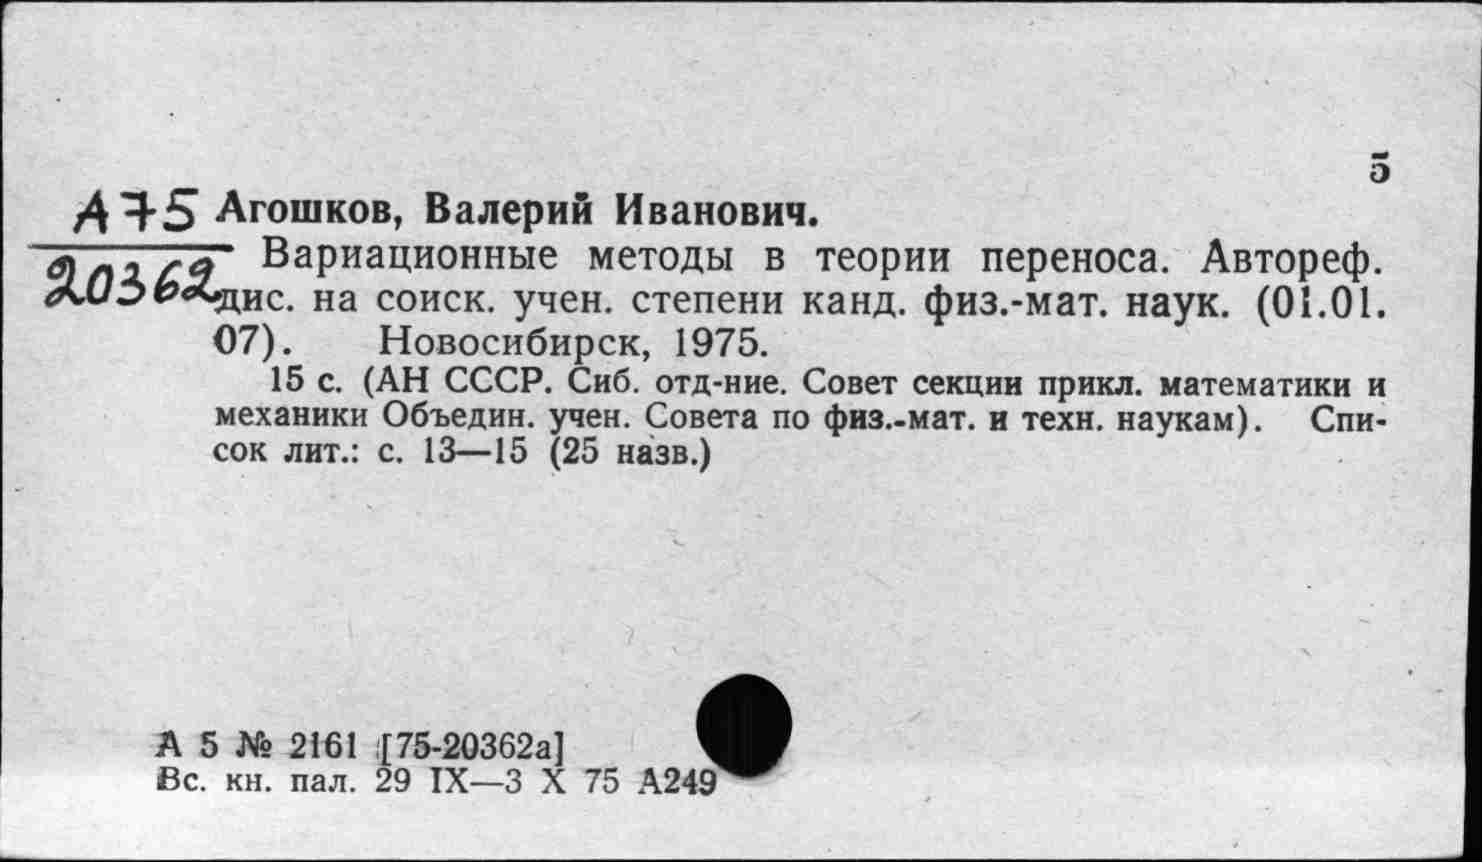 5
А75 Агошков, Валерий Иванович.
20362 Вариационные методы в теории переноса. Автореф.
дис. на соиск. учен. степени канд. физ.-мат. наук. (01.01.
07). Новосибирск, 1975.
15 с. (АН СССР. Сиб. отд-ние. Совет секции прикл. математики и
механики Объедин. учен. Совета по физ.-мат. и техн. наукам). Спи-
сок лит.: с. 13—15 (25 назв.)
А 5 № 2161 [75-20362а]
Вс. кн. пал. 29 IX—3 X 75 А249